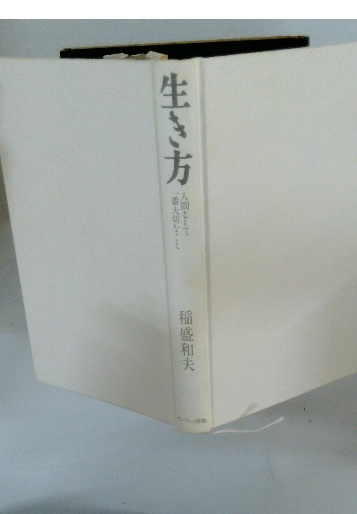 生き方
人間として
一番大切なこと
稲盛和夫